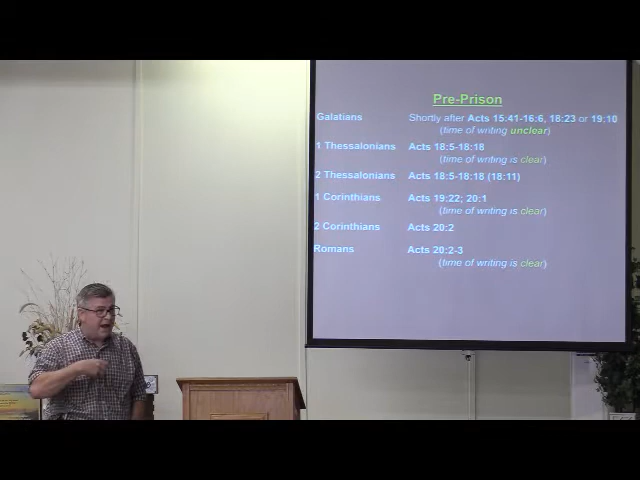 Pre-Prison
Galatians Shortly after Acts 15:41-16:6, 18:23 or 19:10
(time of writing unclear)
1 Thessalonians Acts 18:5-18:18
(time of writing is clear)
2 Thessalonians Acts 18:5-18:18 (18:11)
1 Corinthians Acts 19:22; 20:1
(time of writing is clear)
2 Corinthians Acts 20:2
Romans Acts 20:2-3
(time of writing is clear)